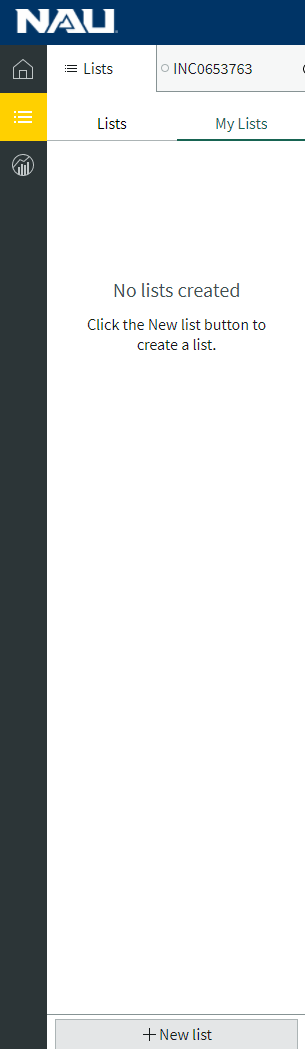 NAU
Lists
INC0653763
Lists
My Lists
No lists created
Click the New list button to
create a list.
New list